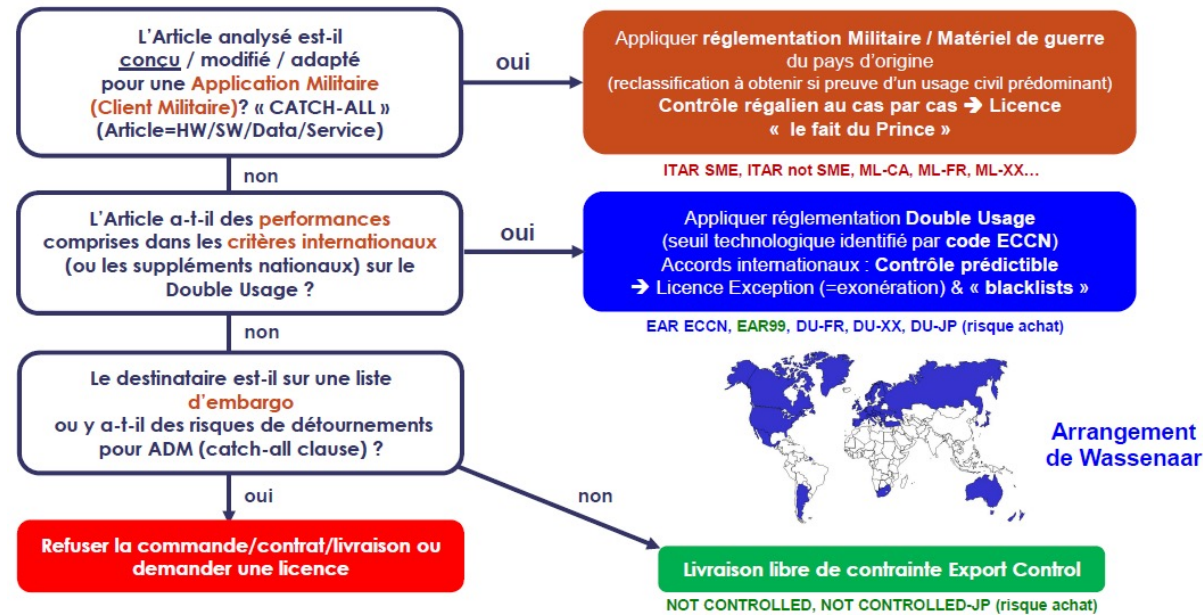 L'Article analysé est-il
conçu / modifié / adapté
pour une Application Militaire
(Client Militaire)? « CATCH-ALL »
(Article=HW/SW/Data/Service)
oui
Appliquer réglementation Militaire / Matériel de guerre
du pays d'origine
(reclassification à obtenir si preuve d'un usage civil prédominant)
Contrôle régalien au cas par cas ➔ Licence
« le fait du Prince »
ITAR SME, ITAR not SME, ML-CA, ML-FR, ML-XX…
non
L'Article a-t-il des performances
comprises dans les critères internationaux
(ou les suppléments nationaux) sur le
Double Usage ?
oui
Appliquer réglementation Double Usage
(seuil technologique identifié par code ECCN)
Accords internationaux : Contrôle prédictible
➔ Licence Exception (=exonération) & « blacklists »
EAR ECCN, EAR99, DU-FR, DU-XX, DU-JP (risque achat)
non
Le destinataire est-il sur une liste
d'embargo
ou y a-t-il des risques de détournements
pour ADM (catch-all clause) ?
Arrangement
de Wassenaar
oui
non
Refuser la commande/contrat/livraison ou
demander une licence
Livraison libre de contrainte Export Control
NOT CONTROLLED, NOT CONTROLLED-JP (risque achat)